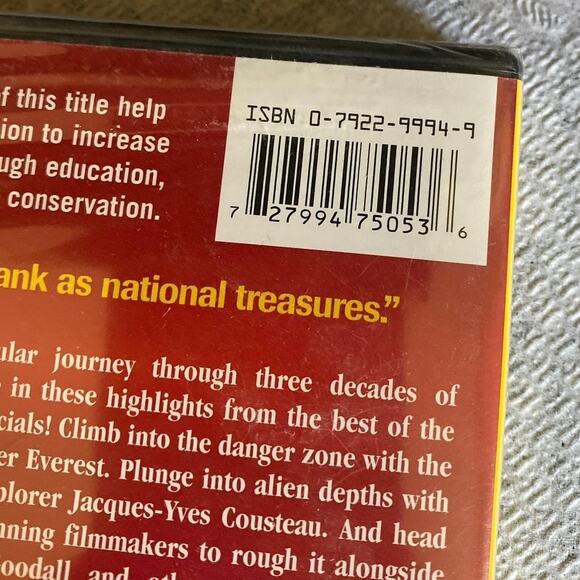 of this title help
ISBN 0-7922-9994-9
ion to increase
ugh education,
conservation.
7 27994 75053 6
ank as national treasures."
ular journey through three decades of
in these highlights from the best of the
cials! Climb into the danger zone with the
er Everest. Plunge into alien depths with
plorer Jacques-Yves Cousteau. And head
nning filmmakers to rough it alongside
Goodall and